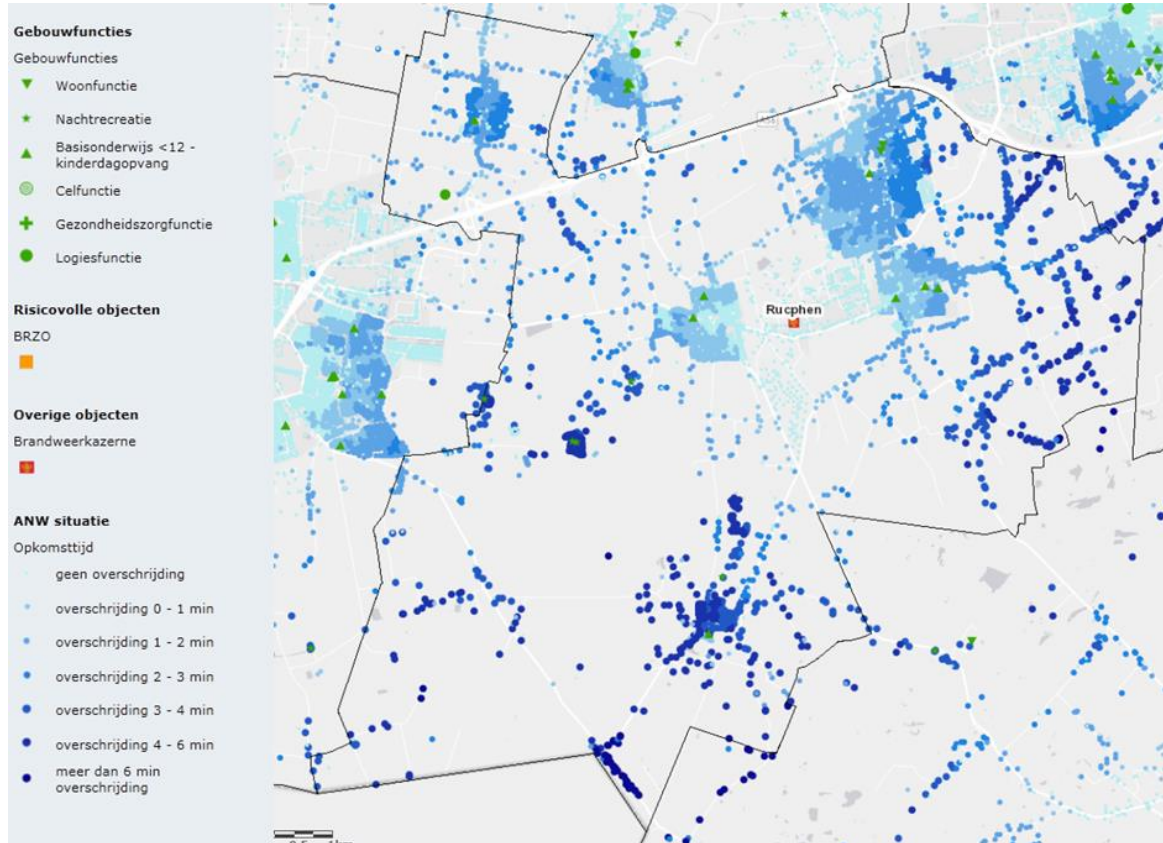 Gebouwfuncties
Gebouwfuncties
Woonfunctie
Nachtrecreatie
Basisonderwijs <12 -
kinderdagopvang
Celfunctie
Gezondheidszorgfunctie
Logiesfunctie
Risicovolle objecten
BRZO
Overige objecten
Brandweerkazerne
ANW situatie
Opkomsttijd
geen overschrijding
overschrijding 0 - 1 min
overschrijding 1 - 2 min
overschrijding 2 - 3 min
overschrijding 3 - 4 min
overschrijding 4 - 6 min
meer dan 6 min
overschrijding
Rucphen